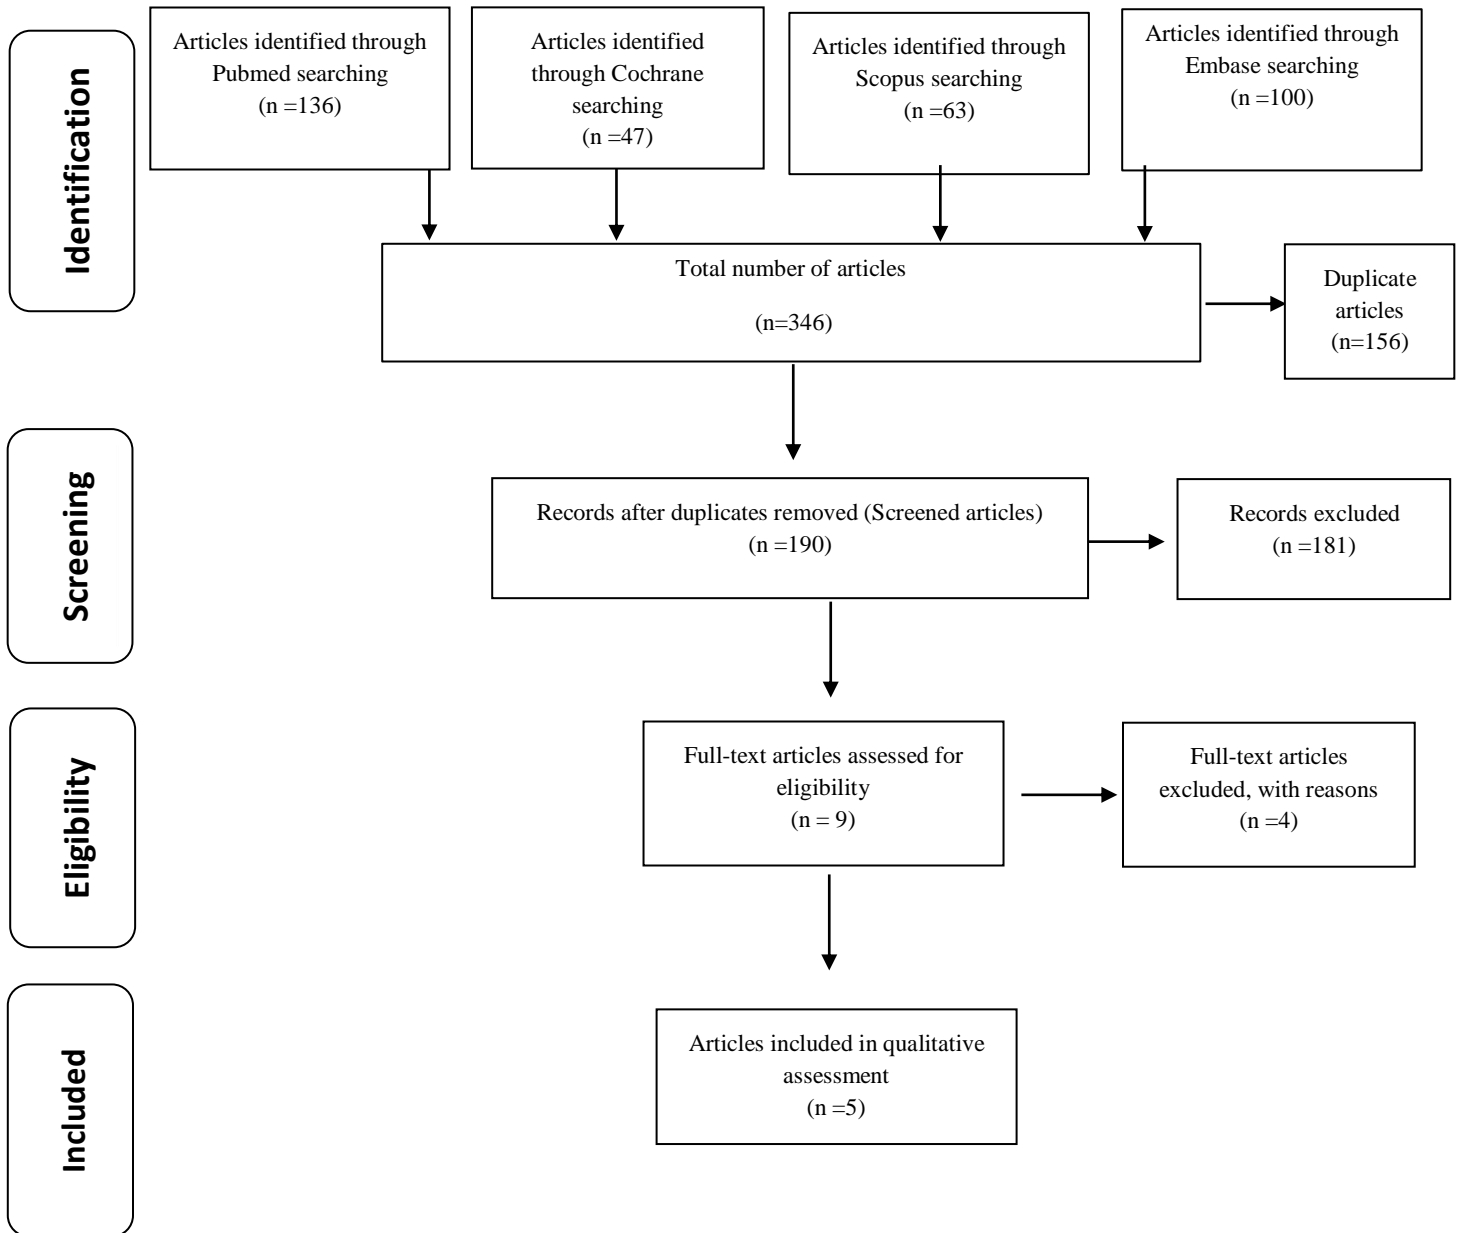 Identification
Articles identified through
Pubmed searching
(n =136)
Articles identified
through Cochrane
searching
(n =47)
Articles identified through
Scopus searching
(n =63)
Articles identified through
Embase searching
(n =100)
Total number of articles
(n=346)
Duplicate
articles
(n=156)
Screening
Records after duplicates removed (Screened articles)
(n =190)
Records excluded
(n =181)
Eligibility
Full-text articles assessed for
eligibility
(n = 9)
Full-text articles
excluded, with reasons
(n =4)
Included
Articles included in qualitative
assessment
(n =5)